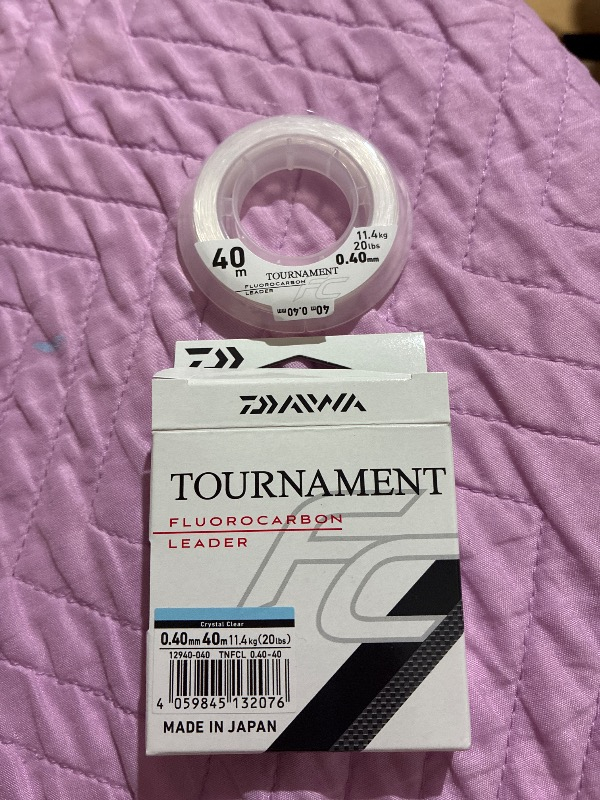 40
m
11.4kg
20lbs
0.40mm
TOURNAMENT
FLUOROCARBON
LEADER
FC
40m 0.40mm
DAIWA
TOURNAMENT
FLUOROCARBON
LEADER
FC
Crystal Clear
0.40mm 40m 11.4kg(20lbs)
12940-040 TNFCL 0.40-40
4 059845 132076
MADE IN JAPAN